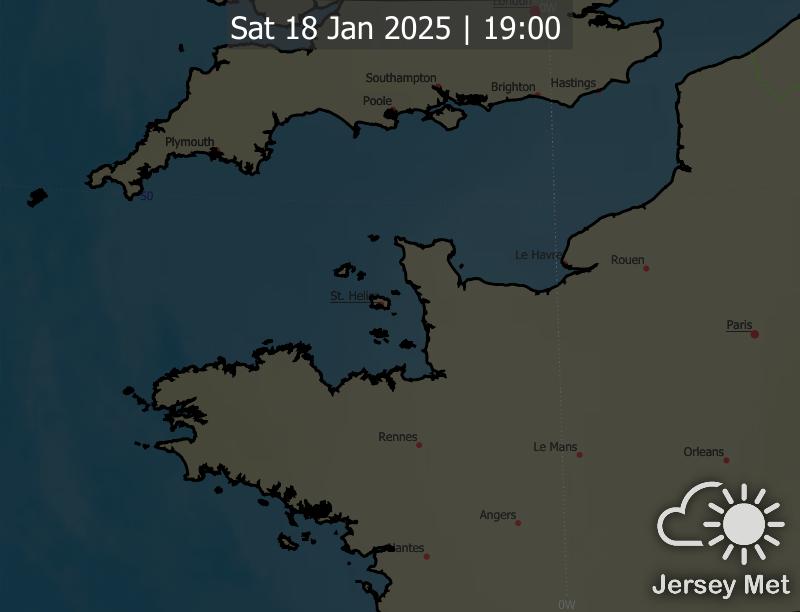 London
0W
Sat 18 Jan 2025 | 19:00
Southampton
Brighton
Hastings
Poole
Plymouth
50
Le Havre
Rouen
St. Helier
Paris
Rennes
Le Mans
Orleans
Angers
Nantes
0W
Jersey Met